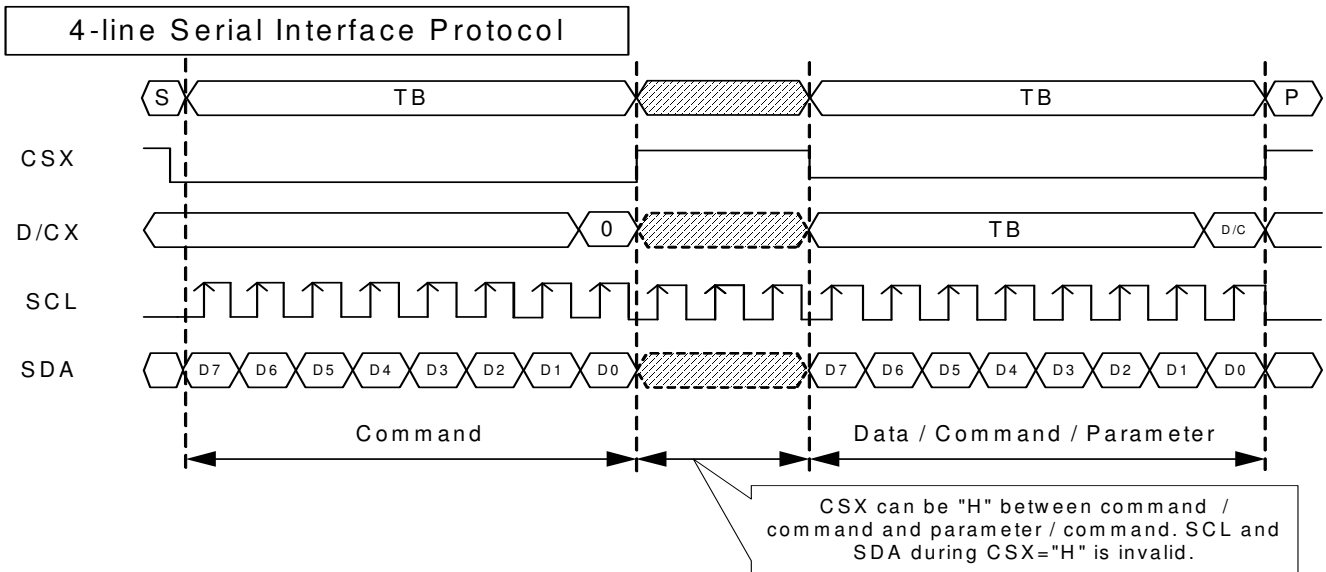 4-line Serial Interface Protocol
S TB TB P
CSX
D/CX 0 TB D/C
SCL
SDA D7 D6 D5 D4 D3 D2 D1 D0 D7 D6 D5 D4 D3 D2 D1 D0
Command Data / Command / Parameter
CSX can be "H" between command /
command and parameter / command. SCL and
SDA during CSX="H" is invalid.